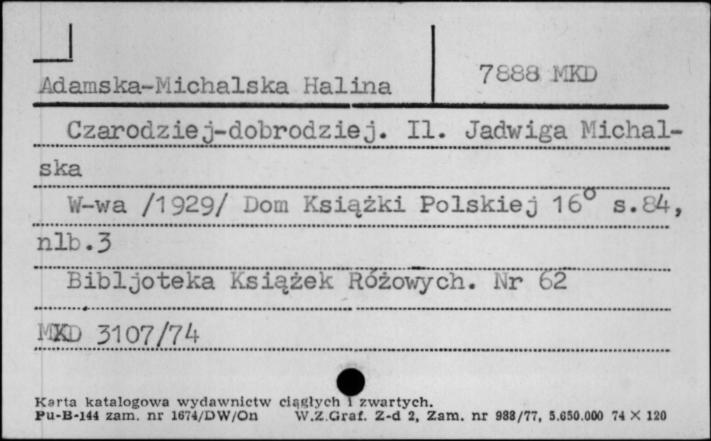 Adamska-Michalska Halina 7888 MKD
Czarodziej-dobrodziej. Il. Jadwiga Michal-
ska
W-wa /1929/ Dom Książki Polskiej 16° s.84,
nlb.3
Bibljoteka Książek Różowych. Nr 62
MKD 3107/74
Karta katalogowa wydawnictw ciągłych i zwartych.
Pu-B-144 zam. nr 1674/DW/On W.Z.Graf. Z-d 2, Zam. nr 988/77, 5.650.000 74 × 120